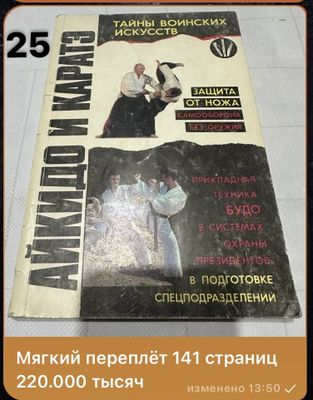 25
ТАЙНЫ ВОИНСКИХ
ИСКУССТВ
АЙКИДО И КАРАТЭ
ЗАЩИТА
ОТ НОЖА
САМООБОРОНА
БЕЗ ОРУЖИЯ
ПРИКЛАДНАЯ
ТЕХНИКА
БУДО
В СИСТЕМАХ
ОХРАНЫ
ПРЕЗИДЕНТОВ
В ПОДГОТОВКЕ
СПЕЦПОДРАЗДЕЛЕНИЙ
Мягкий переплёт 141 страниц
220.000 тысяч
изменено 13:50